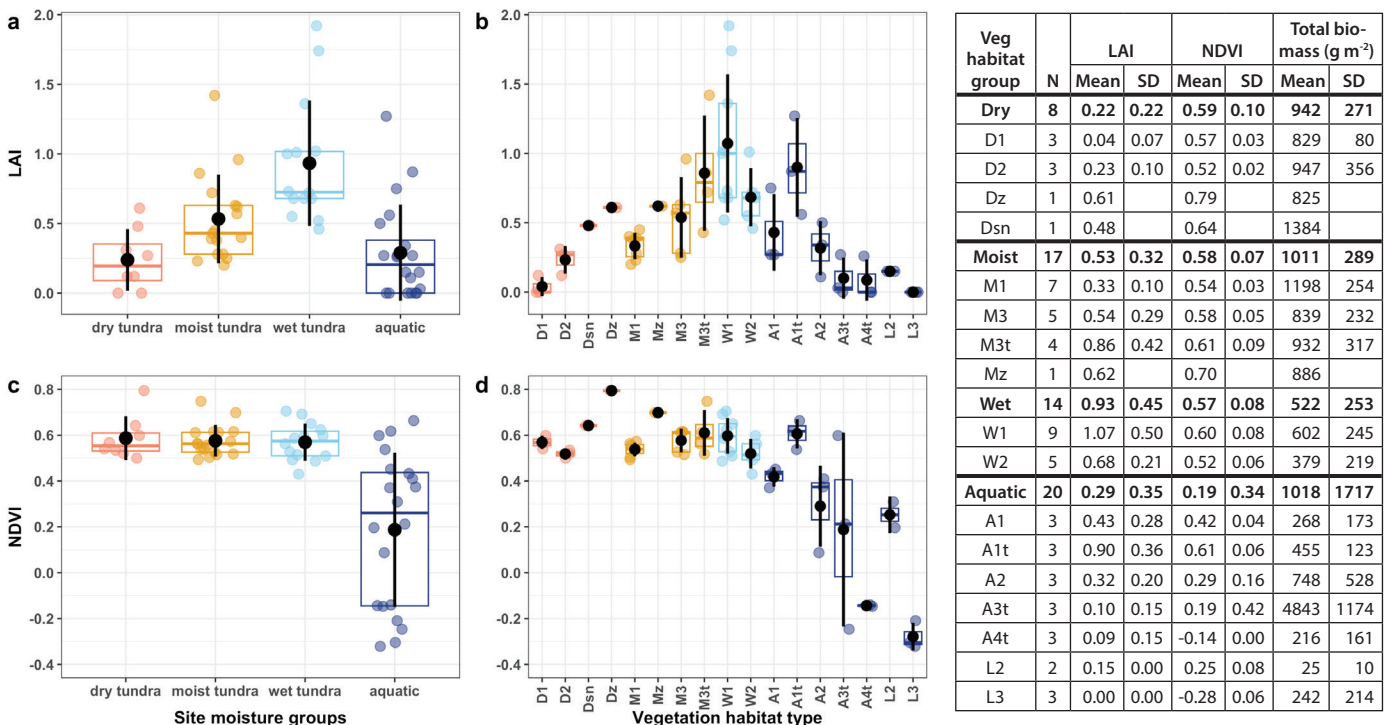 a
2.0
1.5
1.0
0.5
0.0
LAI
dry tundra moist tundra wet tundra aquatic
b
2.0
1.5
1.0
0.5
0.0
D1 D2 Dsn Dz M1 Mz M3 M3t W1 W2 A1 A1t A2 A3t A4t L2 L3
c
0.8
0.6
0.4
0.2
0.0
-0.2
-0.4
NDVI
dry tundra moist tundra wet tundra aquatic
Site moisture groups
d
0.8
0.6
0.4
0.2
0.0
-0.2
-0.4
D1 D2 Dsn Dz M1 Mz M3 M3t W1 W2 A1 A1t A2 A3t A4t L2 L3
Vegetation habitat type
Veg habitat group N LAI NDVI Total bio-mass (g m⁻²)
Mean SD Mean SD Mean SD
Dry 8 0.22 0.22 0.59 0.10 942 271
D1 3 0.04 0.07 0.57 0.03 829 80
D2 3 0.23 0.10 0.52 0.02 947 356
Dz 1 0.61 0.79 825
Dsn 1 0.48 0.64 1384
Moist 17 0.53 0.32 0.58 0.07 1011 289
M1 7 0.33 0.10 0.54 0.03 1198 254
M3 5 0.54 0.29 0.58 0.05 839 232
M3t 4 0.86 0.42 0.61 0.09 932 317
Mz 1 0.62 0.70 886
Wet 14 0.93 0.45 0.57 0.08 522 253
W1 9 1.07 0.50 0.60 0.08 602 245
W2 5 0.68 0.21 0.52 0.06 379 219
Aquatic 20 0.29 0.35 0.19 0.34 1018 1717
A1 3 0.43 0.28 0.42 0.04 268 173
A1t 3 0.90 0.36 0.61 0.06 455 123
A2 3 0.32 0.20 0.29 0.16 748 528
A3t 3 0.10 0.15 0.19 0.42 4843 1174
A4t 3 0.09 0.15 -0.14 0.00 216 161
L2 2 0.15 0.00 0.25 0.08 25 10
L3 3 0.00 0.00 -0.28 0.06 242 214